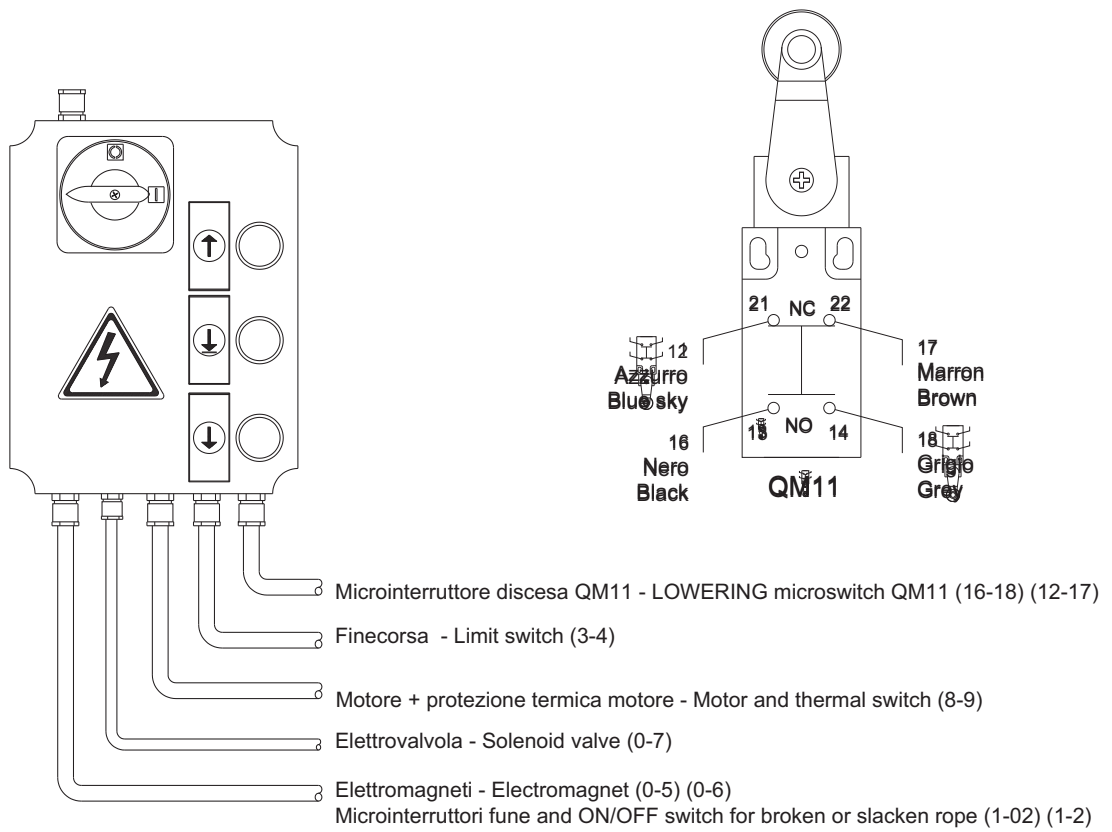 21 NC 22
Azzurro
Blue sky
17
Marron
Brown
NO 14
16
Nero
Black
18
Grigio
Grey
QM11
Microinterruttore discesa QM11 - LOWERING microswitch QM11 (16-18) (12-17)
Finecorsa - Limit switch (3-4)
Motore + protezione termica motore - Motor and thermal switch (8-9)
Elettrovalvola - Solenoid valve (0-7)
Elettromagneti - Electromagnet (0-5) (0-6)
Microinterruttori fune and ON/OFF switch for broken or slacken rope (1-02) (1-2)